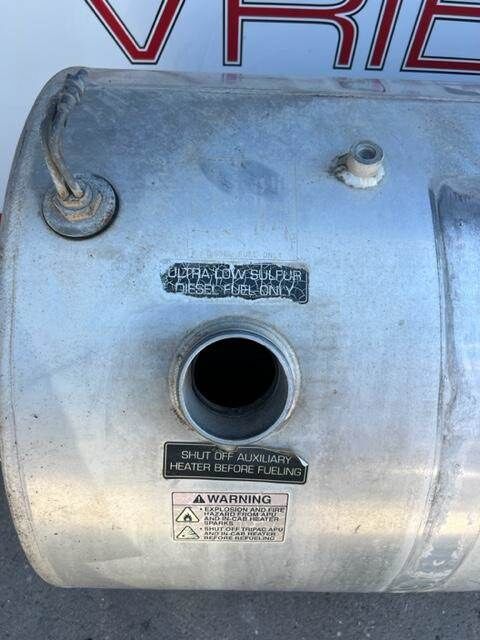 VRIE
ULTRA LOW SULFUR
DIESEL FUEL ONLY
SHUT OFF AUXILIARY
HEATER BEFORE FUELING
WARNING
• EXPLOSION AND FIRE
HAZARD FROM APU
AND IN-CAB HEATER
SPARKS
• SHUT OFF TRIPAC APU
AND IN-CAB HEATER
BEFORE REFUELING